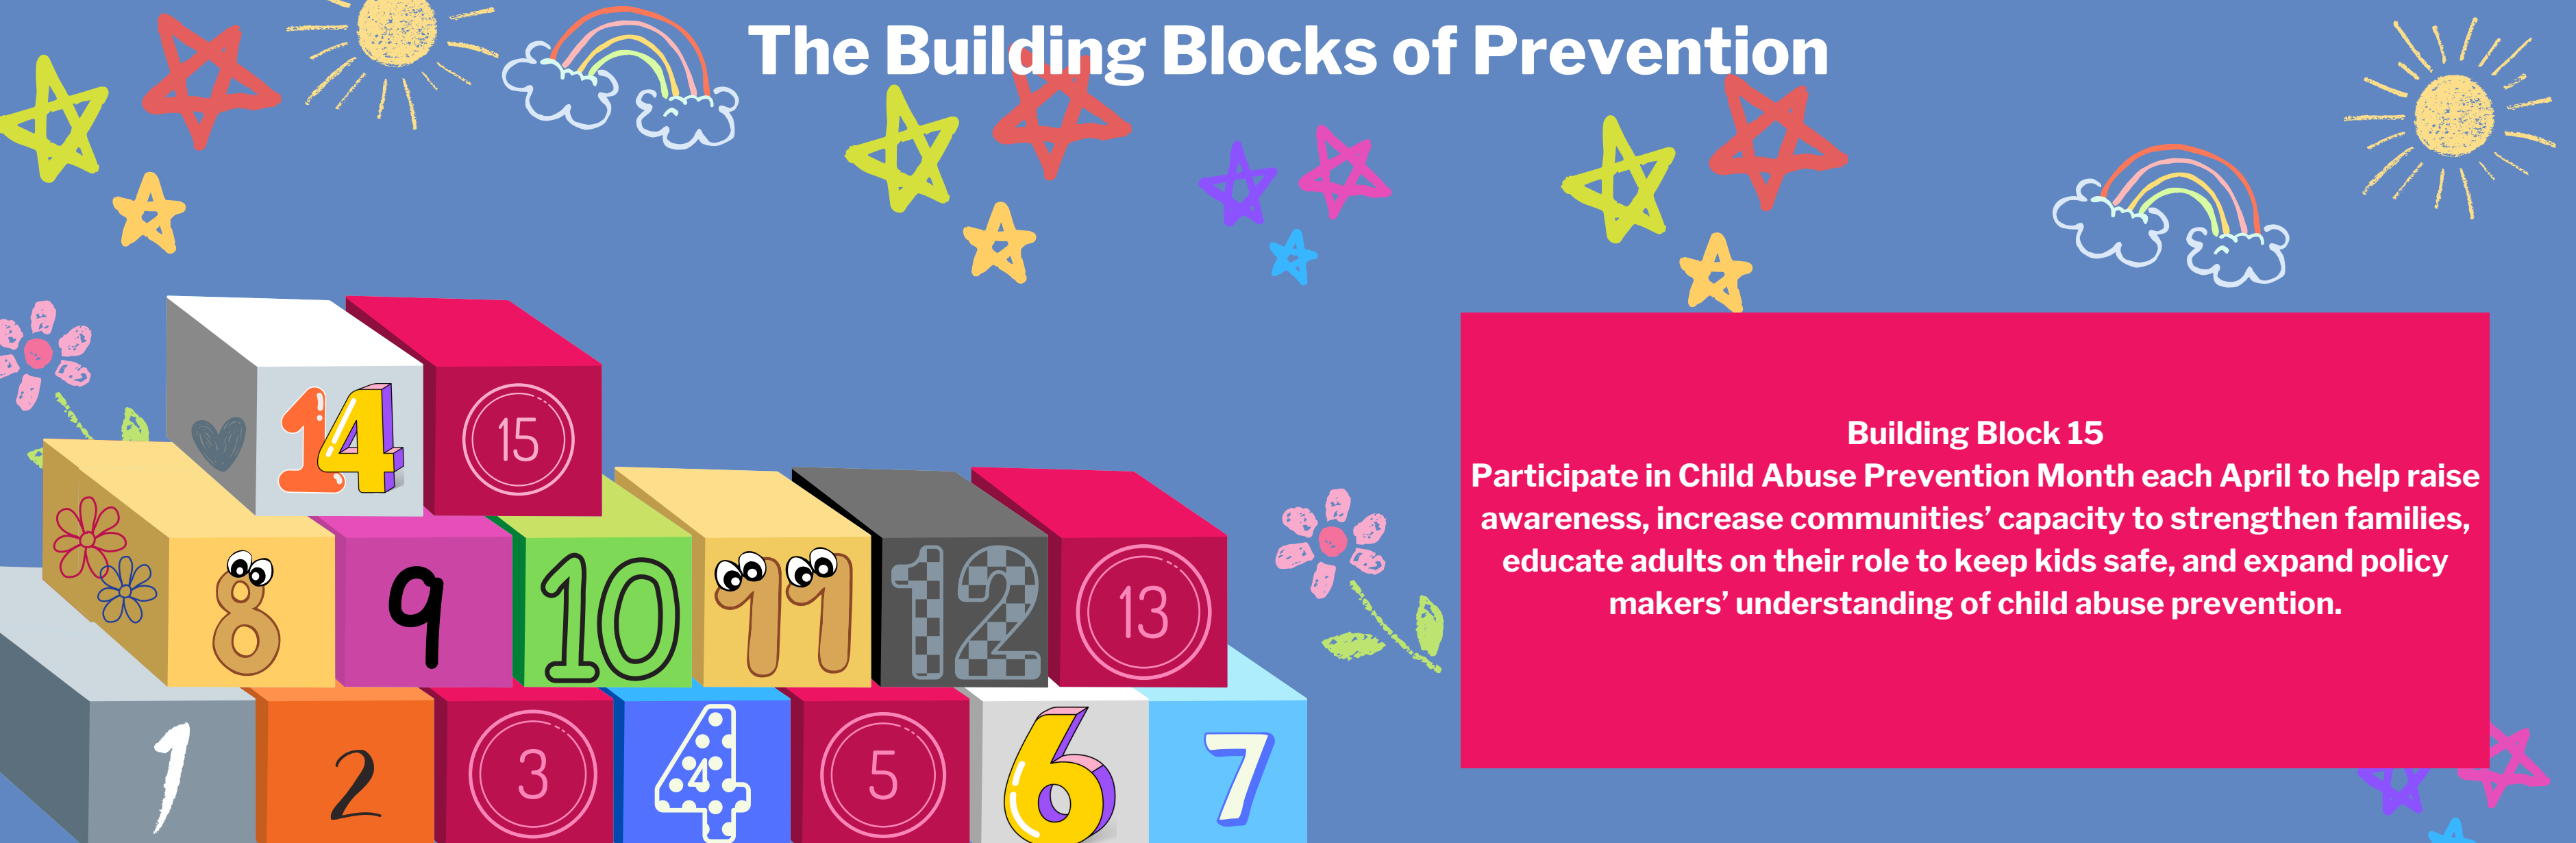 The Building Blocks of Prevention
14
15
8
9
10
11
12
13
1
2
3
4
4
5
6
7
Building Block 15
Participate in Child Abuse Prevention Month each April to help raise
awareness, increase communities’ capacity to strengthen families,
educate adults on their role to keep kids safe, and expand policy
makers’ understanding of child abuse prevention.